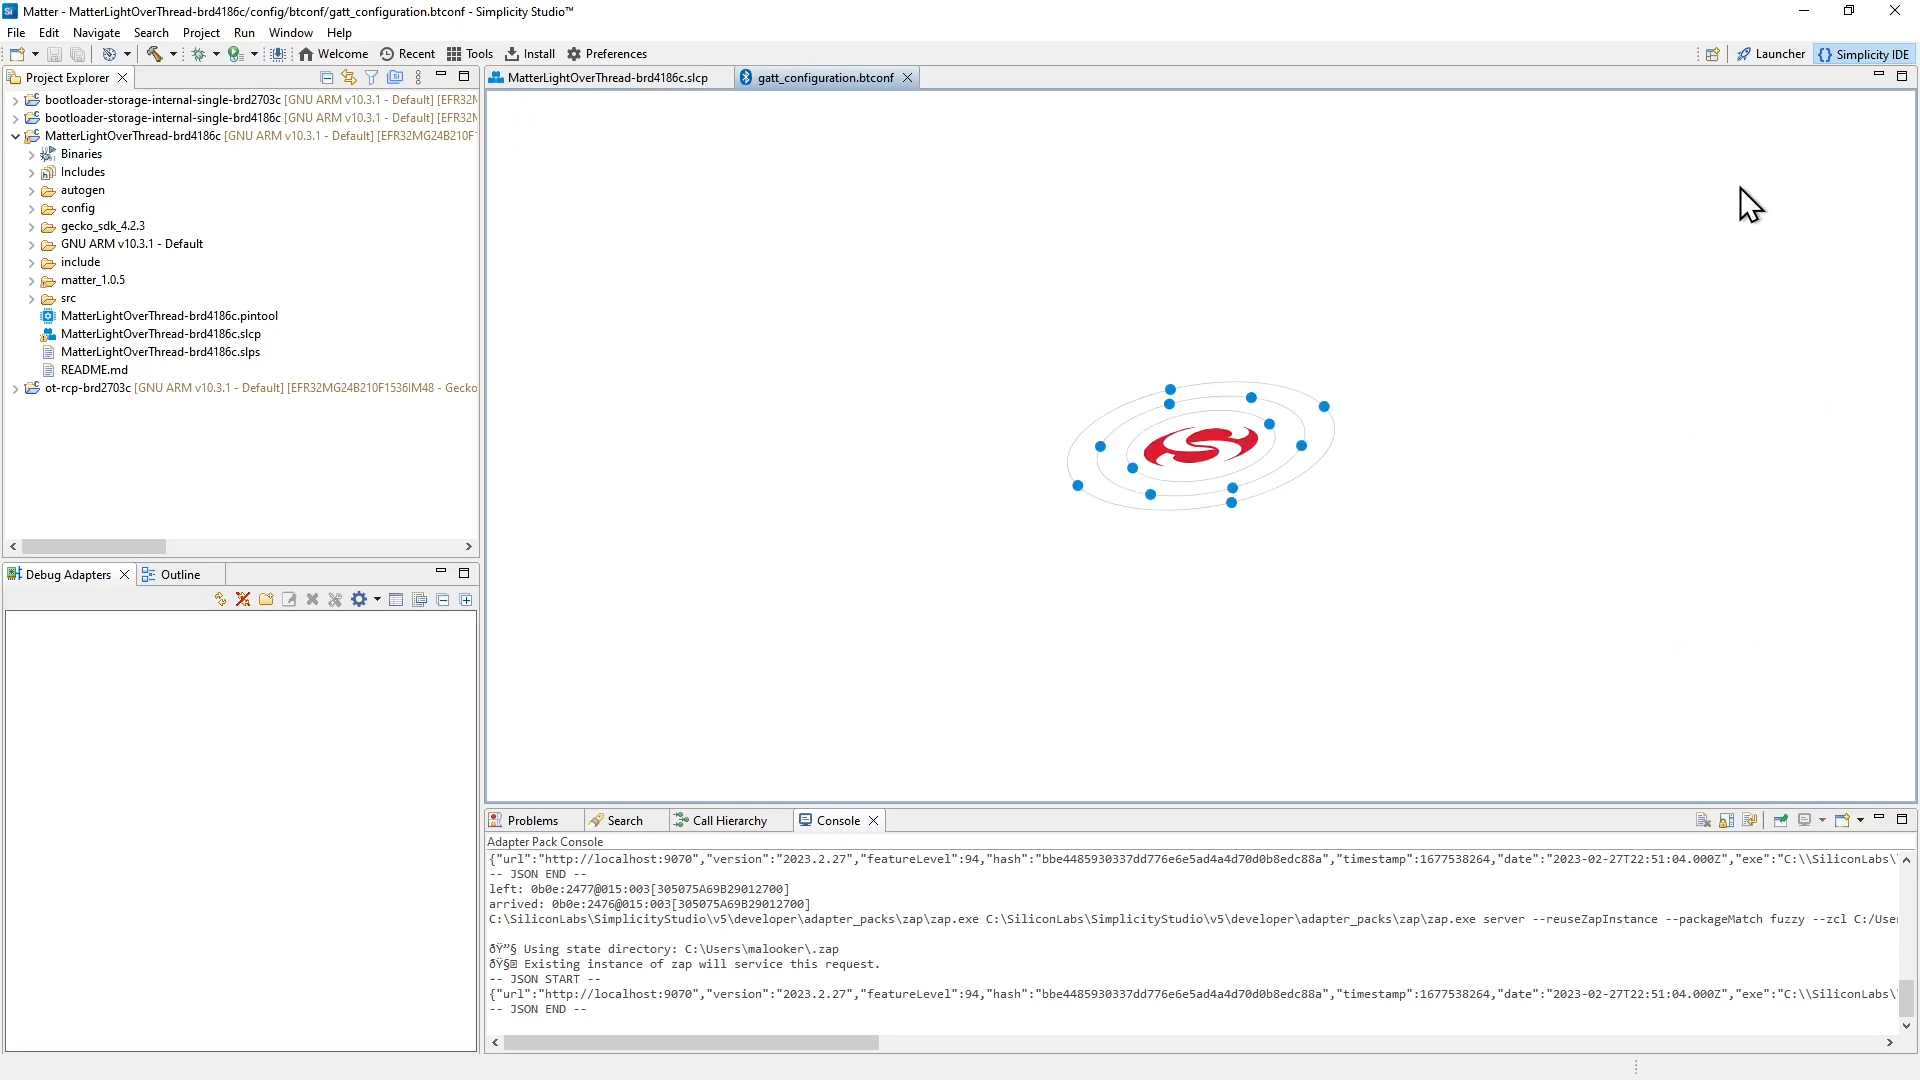 Matter - MatterLightOverThread-brd4186c/config/btconf/gatt_configuration.btconf - Simplicity Studio™
File Edit Navigate Search Project Run Window Help
Welcome Recent Tools Install Preferences Launcher {} Simplicity IDE
Project Explorer
MatterLightOverThread-brd4186c.slcp gatt_configuration.btconf
bootloader-storage-internal-single-brd2703c [GNU ARM v10.3.1 - Default] [EFR32M
bootloader-storage-internal-single-brd4186c [GNU ARM v10.3.1 - Default] [EFR32M
MatterLightOverThread-brd4186c [GNU ARM v10.3.1 - Default] [EFR32MG24B210F
Binaries
Includes
autogen
config
gecko_sdk_4.2.3
GNU ARM v10.3.1 - Default
include
matter_1.0.5
src
MatterLightOverThread-brd4186c.pintool
MatterLightOverThread-brd4186c.slcp
MatterLightOverThread-brd4186c.slps
README.md
ot-rcp-brd2703c [GNU ARM v10.3.1 - Default] [EFR32MG24B210F1536IM48 - Gecko
Debug Adapters Outline
Problems Search Call Hierarchy Console
Adapter Pack Console
{"url":"http://localhost:9070","version":"2023.2.27","featureLevel":94,"hash":"bbe4485930337dd776e6e5ad4a4d70d0b8edc88a","timestamp":1677538264,"date":"2023-02-27T22:51:04.000Z","exe":"C:\\SiliconLabs\
-- JSON END --
left: 0b0e:2477@015:003[305075A69B29012700]
arrived: 0b0e:2476@015:003[305075A69B29012700]
C:\SiliconLabs\SimplicityStudio\v5\developer\adapter_packs\zap\zap.exe C:\SiliconLabs\SimplicityStudio\v5\developer\adapter_packs\zap\zap.exe server --reuseZapInstance --packageMatch fuzzy --zcl C:/Use
ðŸ”§ Using state directory: C:\Users\malooker\.zap
ðŸ§ Existing instance of zap will service this request.
-- JSON START --
{"url":"http://localhost:9070","version":"2023.2.27","featureLevel":94,"hash":"bbe4485930337dd776e6e5ad4a4d70d0b8edc88a","timestamp":1677538264,"date":"2023-02-27T22:51:04.000Z","exe":"C:\\SiliconLabs\
-- JSON END --